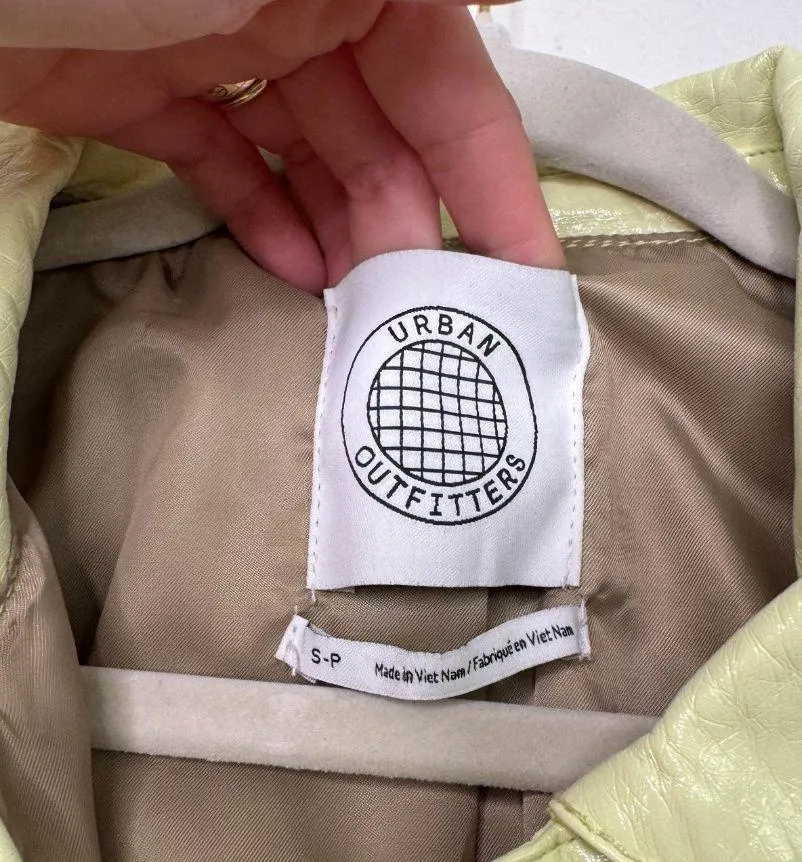 URBAN
OUTFITTERS
S-P Made in Viet Nam / Fabriqué en Viet Nam